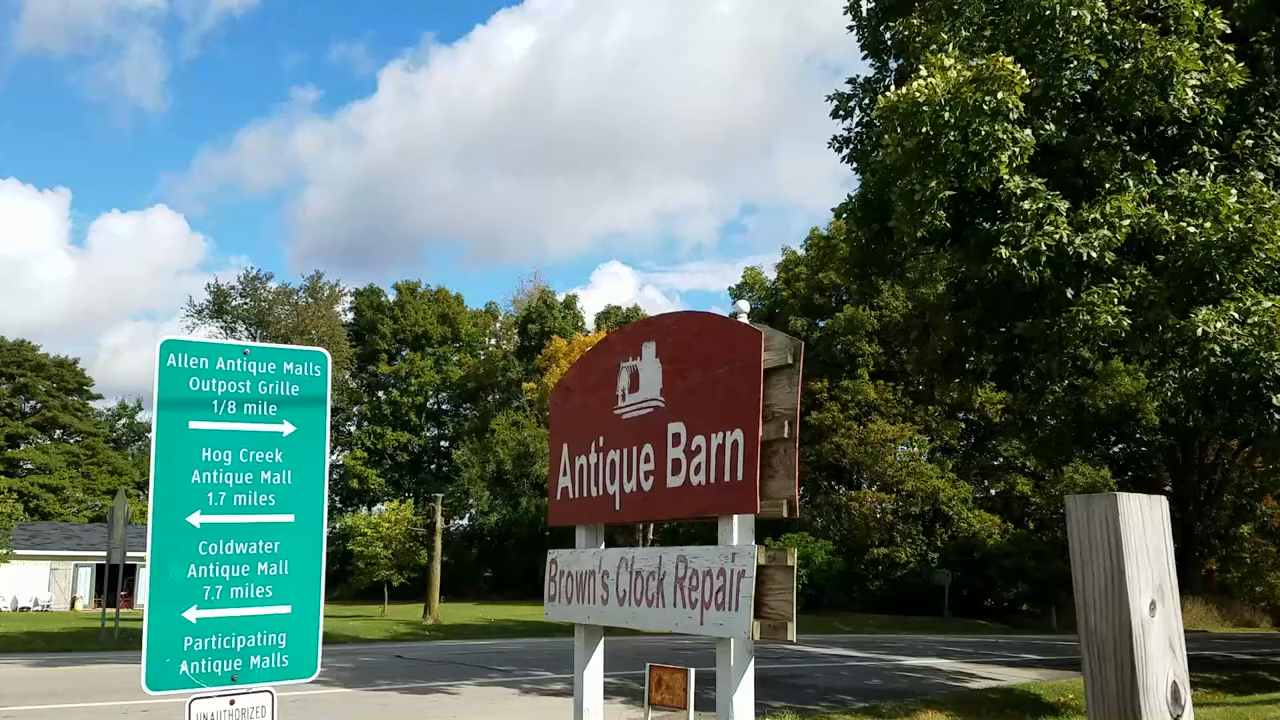 Allen Antique Malls
Outpost Grille
1/8 mile
Hog Creek
Antique Mall
1.7 miles
Coldwater
Antique Mall
7.7 miles
Participating
Antique Malls
UNAUTHORIZED
Antique Barn
Brown's Clock Repair